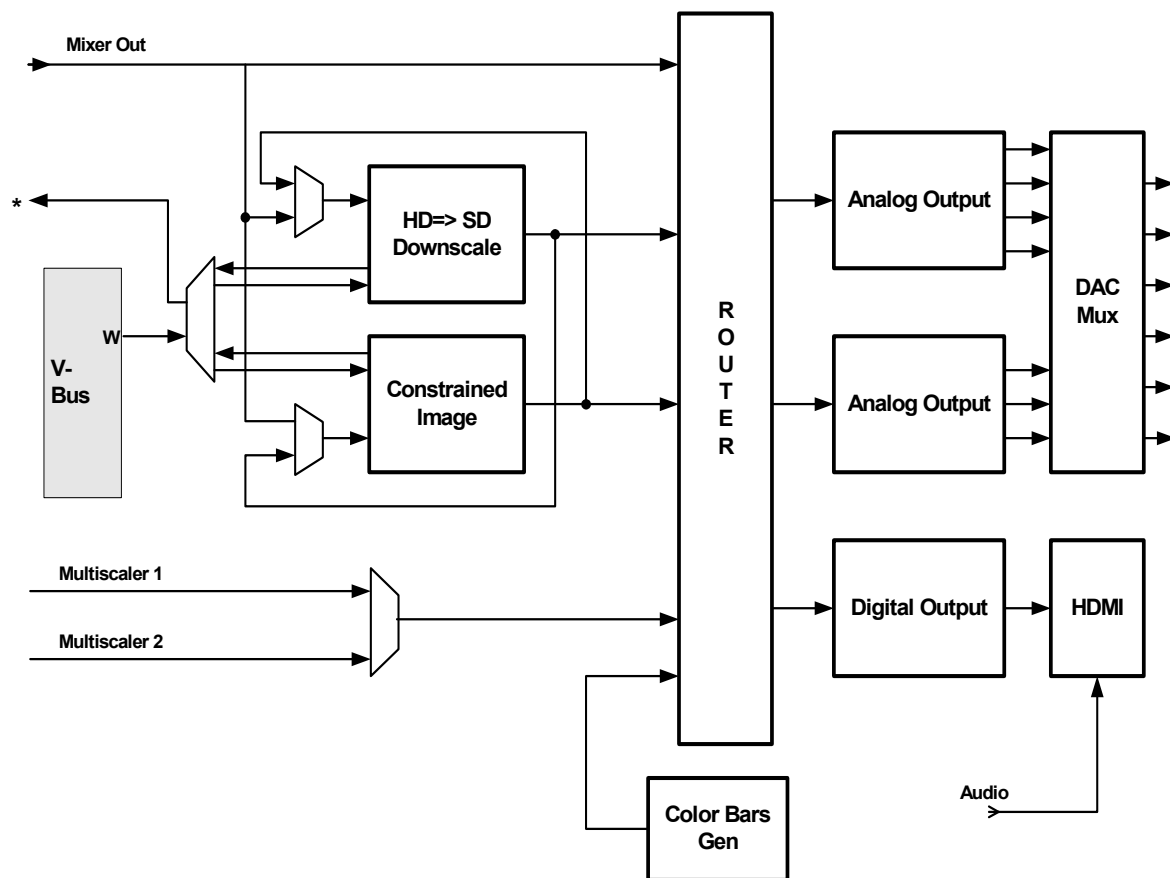 Mixer Out
*
HD=> SD
Downscale
W
V-
Bus
Constrained
Image
Multiscaler 1
Multiscaler 2
R
O
U
T
E
R
Color Bars
Gen
Analog Output
Analog Output
DAC
Mux
Digital Output
HDMI
Audio